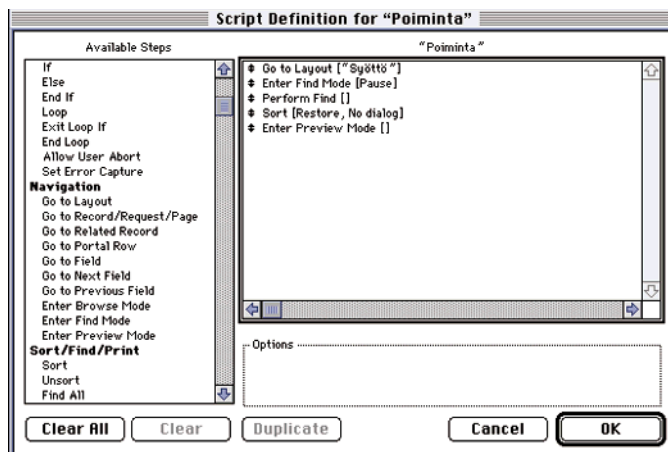 Script Definition for “Poiminta”
Available Steps
If
Else
End If
Loop
Exit Loop If
End Loop
Allow User Abort
Set Error Capture
Navigation
Go to Layout
Go to Record/Request/Page
Go to Related Record
Go to Portal Row
Go to Field
Go to Next Field
Go to Previous Field
Enter Browse Mode
Enter Find Mode
Enter Preview Mode
Sort/Find/Print
Sort
Unsort
Find All
“Poiminta”
Go to Layout [“Syöttö”]
Enter Find Mode [Pause]
Perform Find []
Sort [Restore, No dialog]
Enter Preview Mode []
Options
Clear All Clear Duplicate Cancel OK